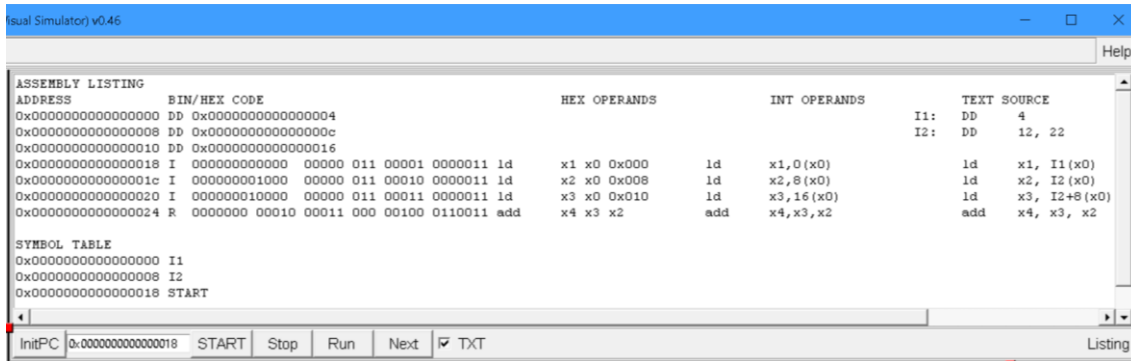 isual Simulator) v0.46
Help
ASSEMBLY LISTING
ADDRESS BIN/HEX CODE HEX OPERANDS INT OPERANDS TEXT SOURCE
0x0000000000000000 DD 0x0000000000000004 I1: DD 4
0x0000000000000008 DD 0x000000000000000c I2: DD 12, 22
0x0000000000000010 DD 0x0000000000000016
0x0000000000000018 I 000000000000 00000 011 00001 0000011 ld x1 x0 0x000 ld x1,0(x0) ld x1, I1(x0)
0x000000000000001c I 000000001000 00000 011 00010 0000011 ld x2 x0 0x008 ld x2,8(x0) ld x2, I2(x0)
0x0000000000000020 I 000000010000 00000 011 00011 0000011 ld x3 x0 0x010 ld x3,16(x0) ld x3, I2+8(x0)
0x0000000000000024 R 0000000 00010 00011 000 00100 0110011 add x4 x3 x2 add x4,x3,x2 add x4, x3, x2
SYMBOL TABLE
0x0000000000000000 I1
0x0000000000000008 I2
0x0000000000000018 START
InitPC 0x0000000000000018 START Stop Run Next TXT Listing